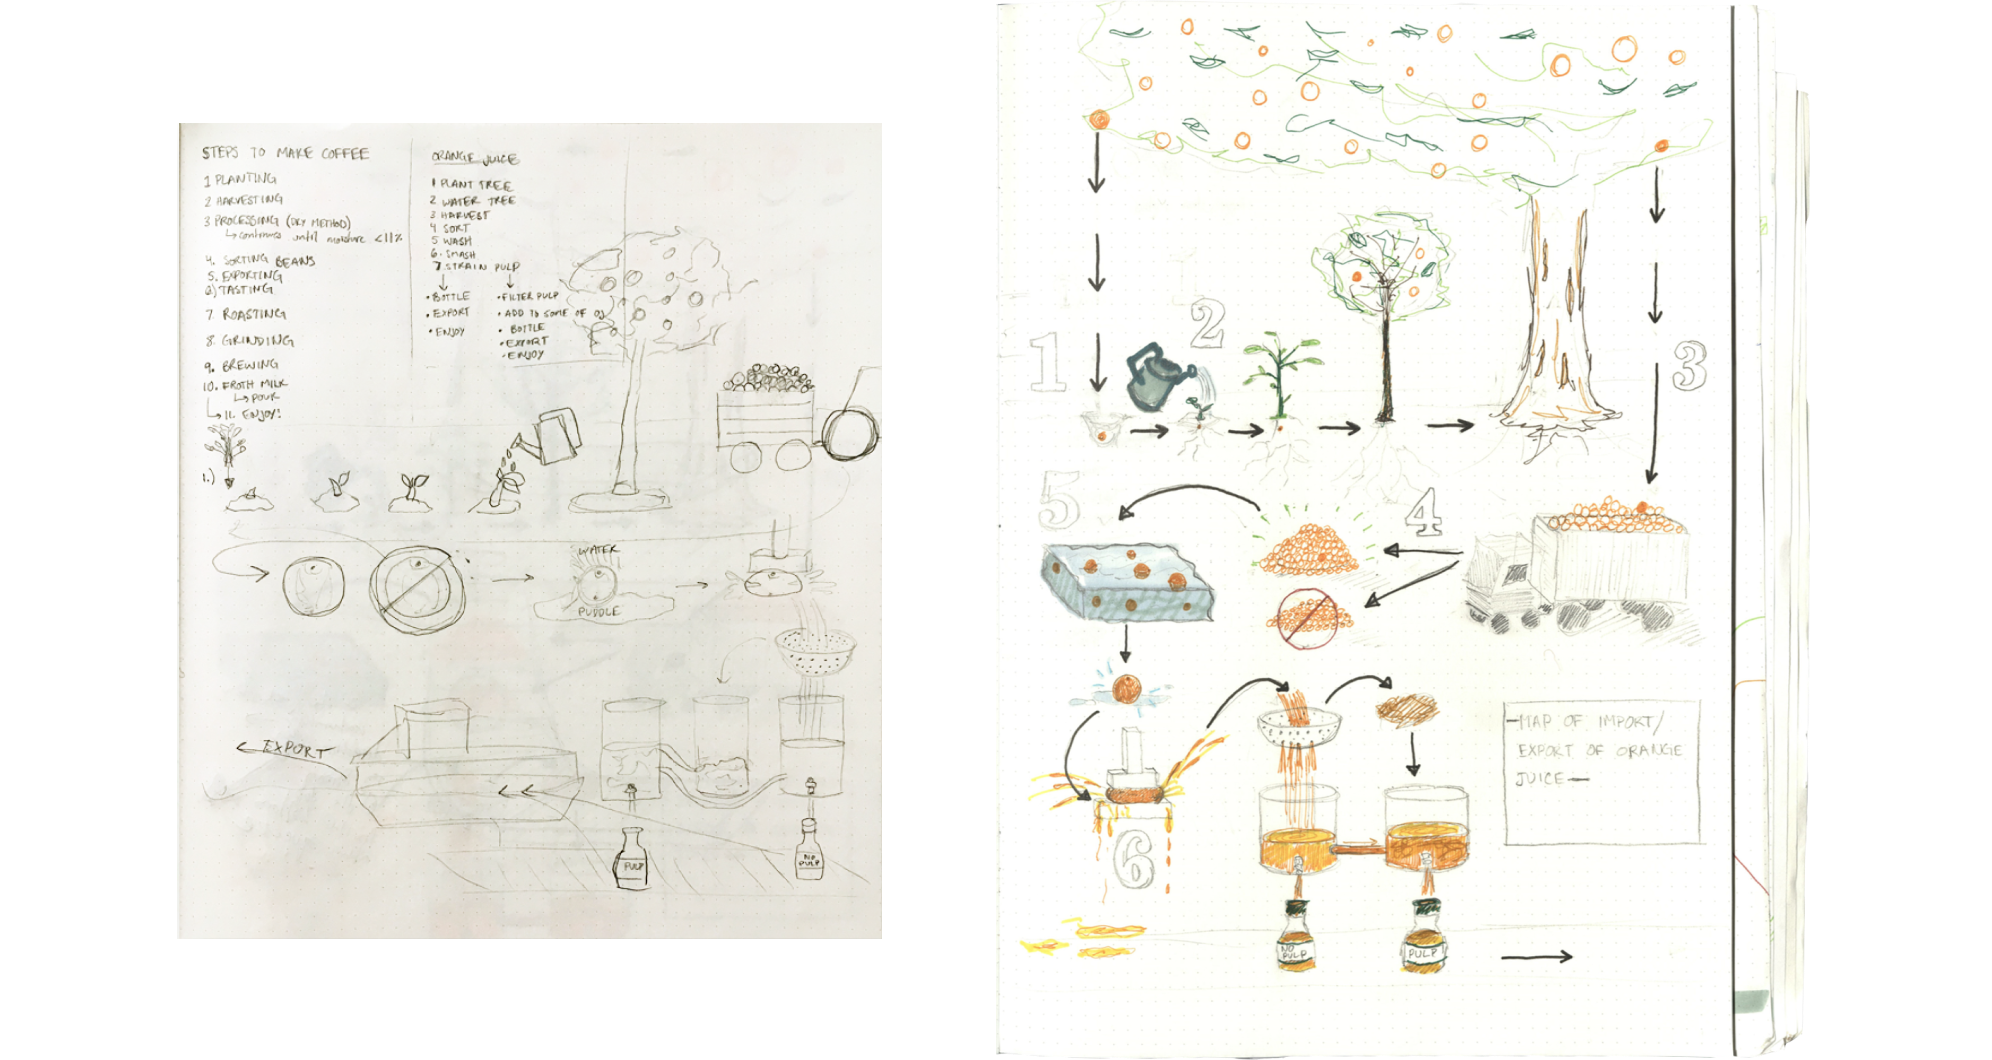 STEPS TO MAKE COFFEE
1 PLANTING
2 HARVESTING
3 PROCESSING (DRY METHOD)
↳ continues until moisture <11%
4. SORTING BEANS
5. EXPORTING
6) TASTING
7 ROASTING
8. GRINDING
9. BREWING
10. FROTH MILK
↳ POUR
↳ 11. ENJOY!
ORANGE JUICE
1 PLANT TREE
2 WATER TREE
3 HARVEST
4 SORT
5 WASH
6. SMASH
7. STRAIN PULP
• BOTTLE
• EXPORT
• ENJOY
• FILTER PULP
• ADD TO SOME OF OJ
• BOTTLE
• EXPORT
• ENJOY
1.)
2
WATER
PUDDLE
EXPORT
PULP
NO
PULP
1
2
3
4
5
6
—MAP OF IMPORT/
EXPORT OF ORANGE
JUICE—
NO
PULP
PULP